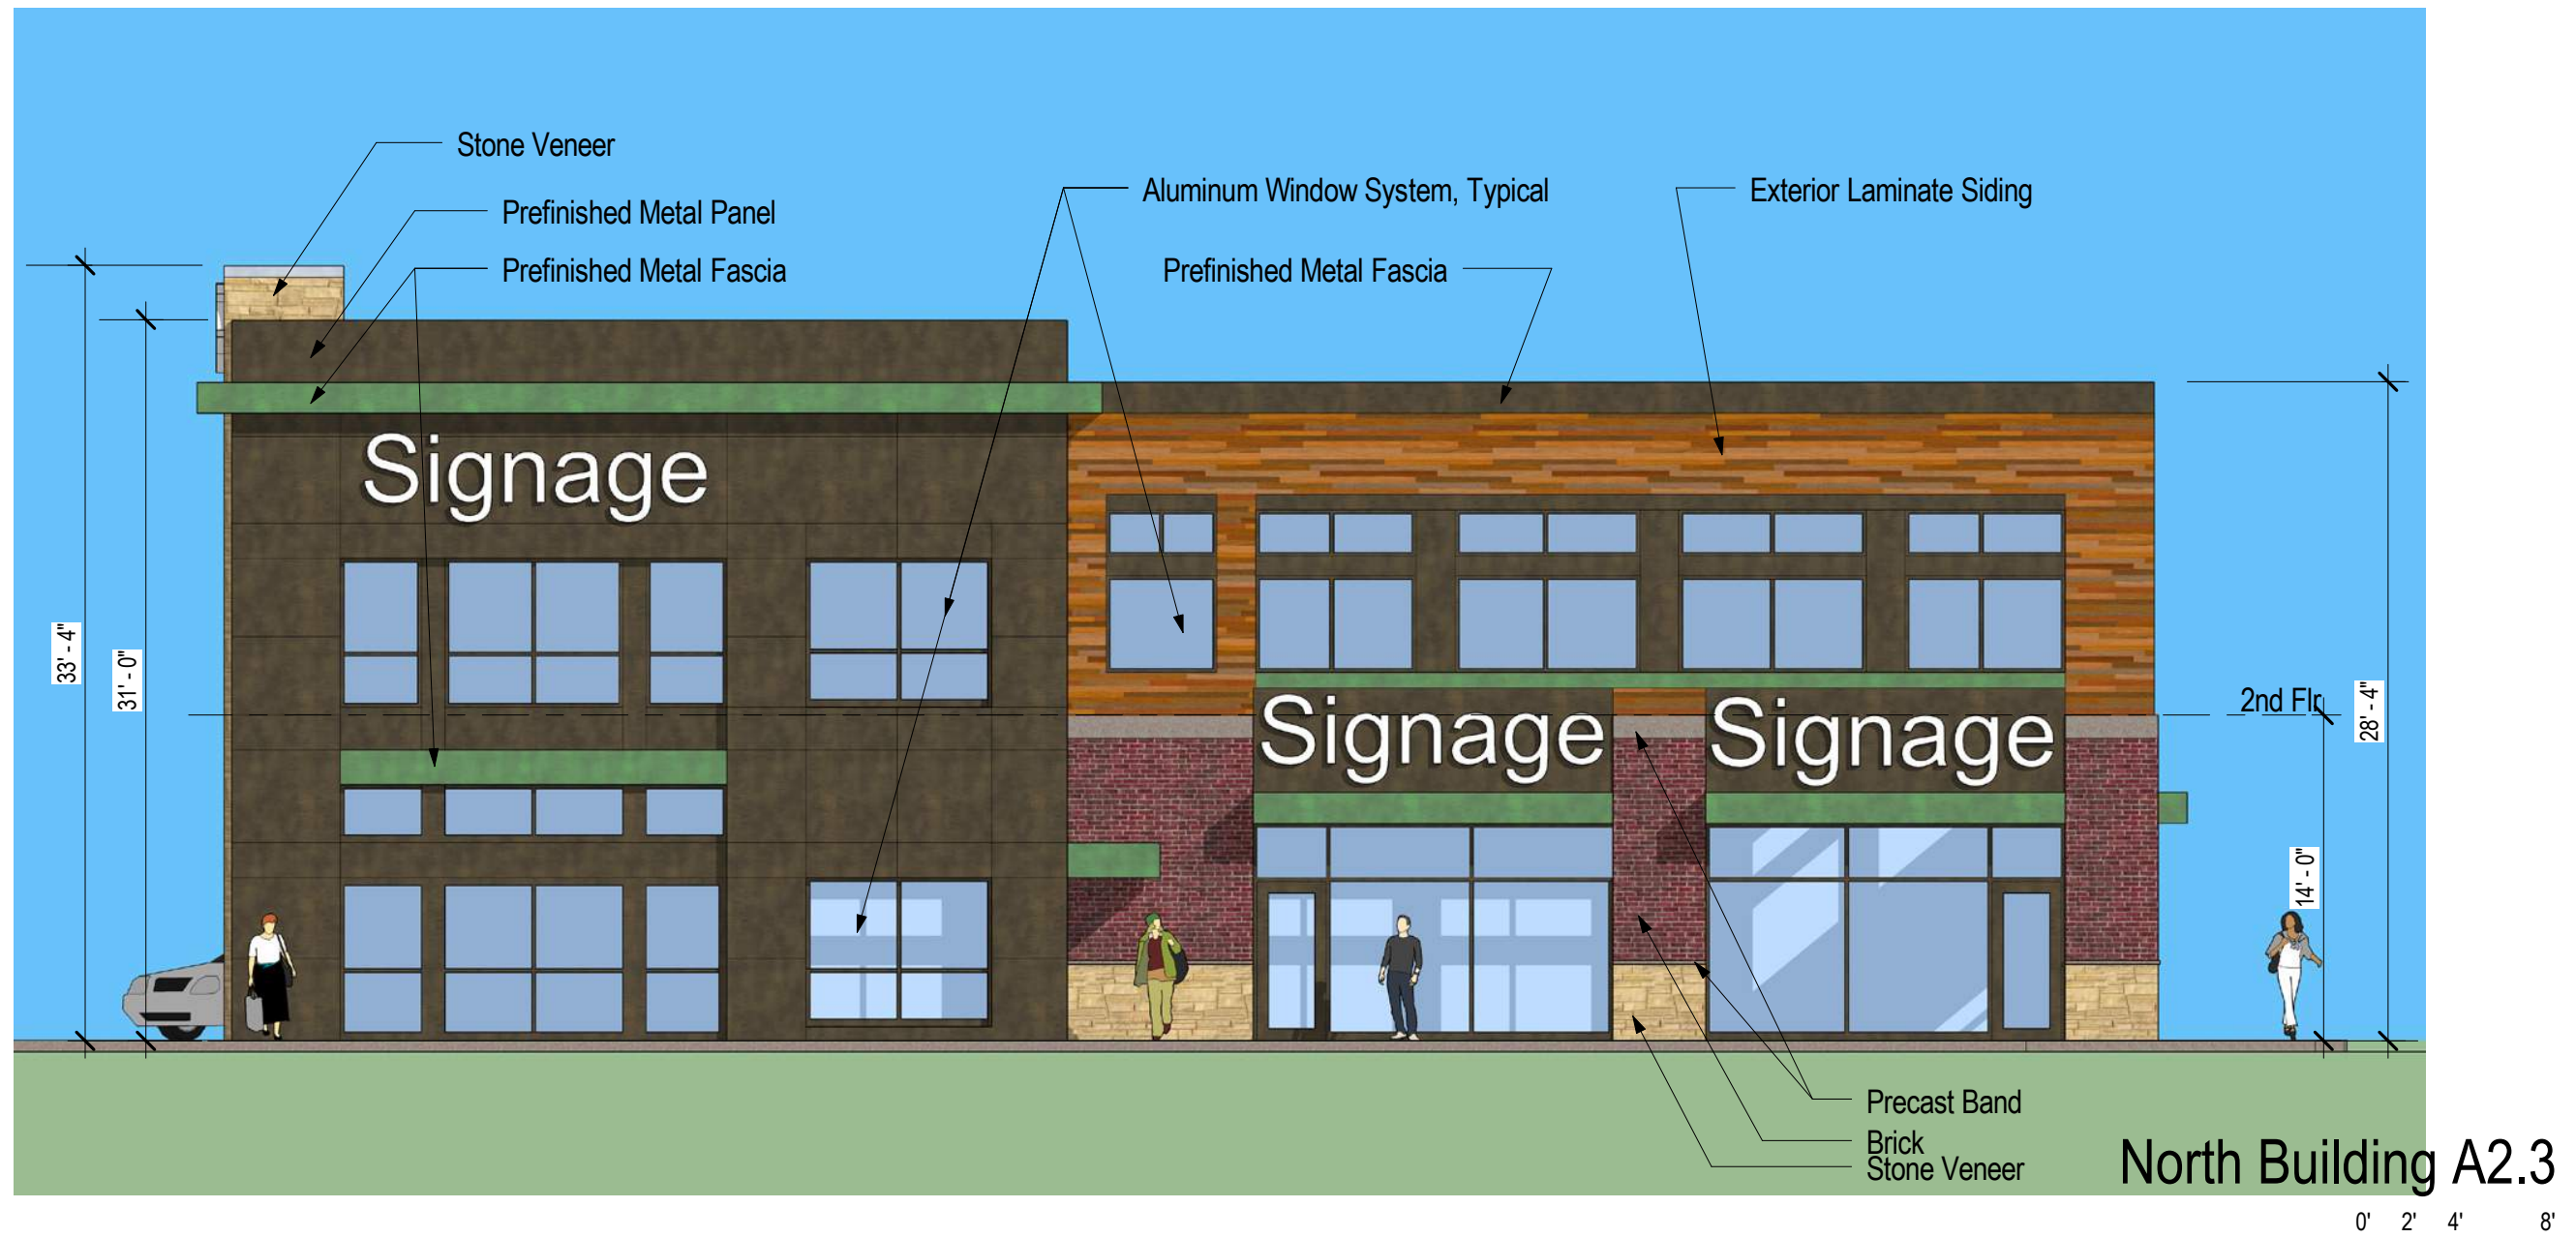 Stone Veneer
Aluminum Window System, Typical
Exterior Laminate Siding
Prefinished Metal Panel
Prefinished Metal Fascia
Prefinished Metal Fascia
Signage
33' - 4"
31' - 0"
2nd Flr
28' - 4"
Signage
Signage
14' - 0"
Precast Band
Brick
Stone Veneer
North Building A2.3
0' 2' 4' 8'